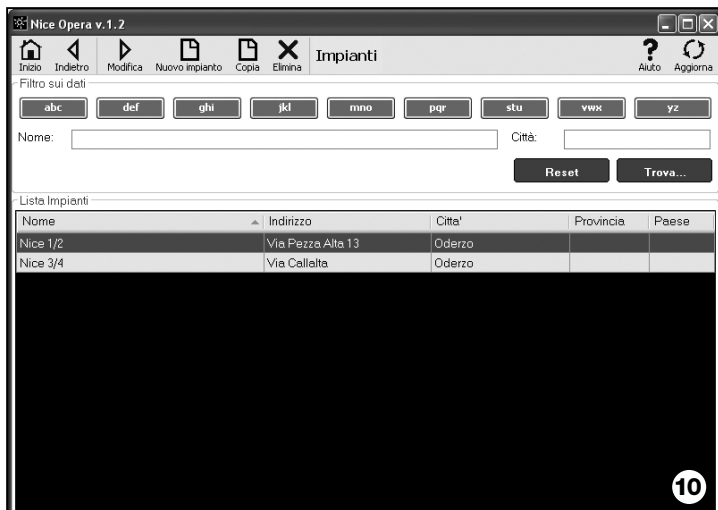 Nice Opera v.1.2
Inizio Indietro Modifica Nuovo impianto Copia Elimina Impianti Aiuto Aggiorna
Filtro sui dati
abc def ghi jkl mno pqr stu vwx yz
Nome: Città:
Reset Trova...
Lista Impianti
Nome Indirizzo Citta' Provincia Paese
Nice 1/2 Via Pezza Alta 13 Oderzo
Nice 3/4 Via Callalta Oderzo
10